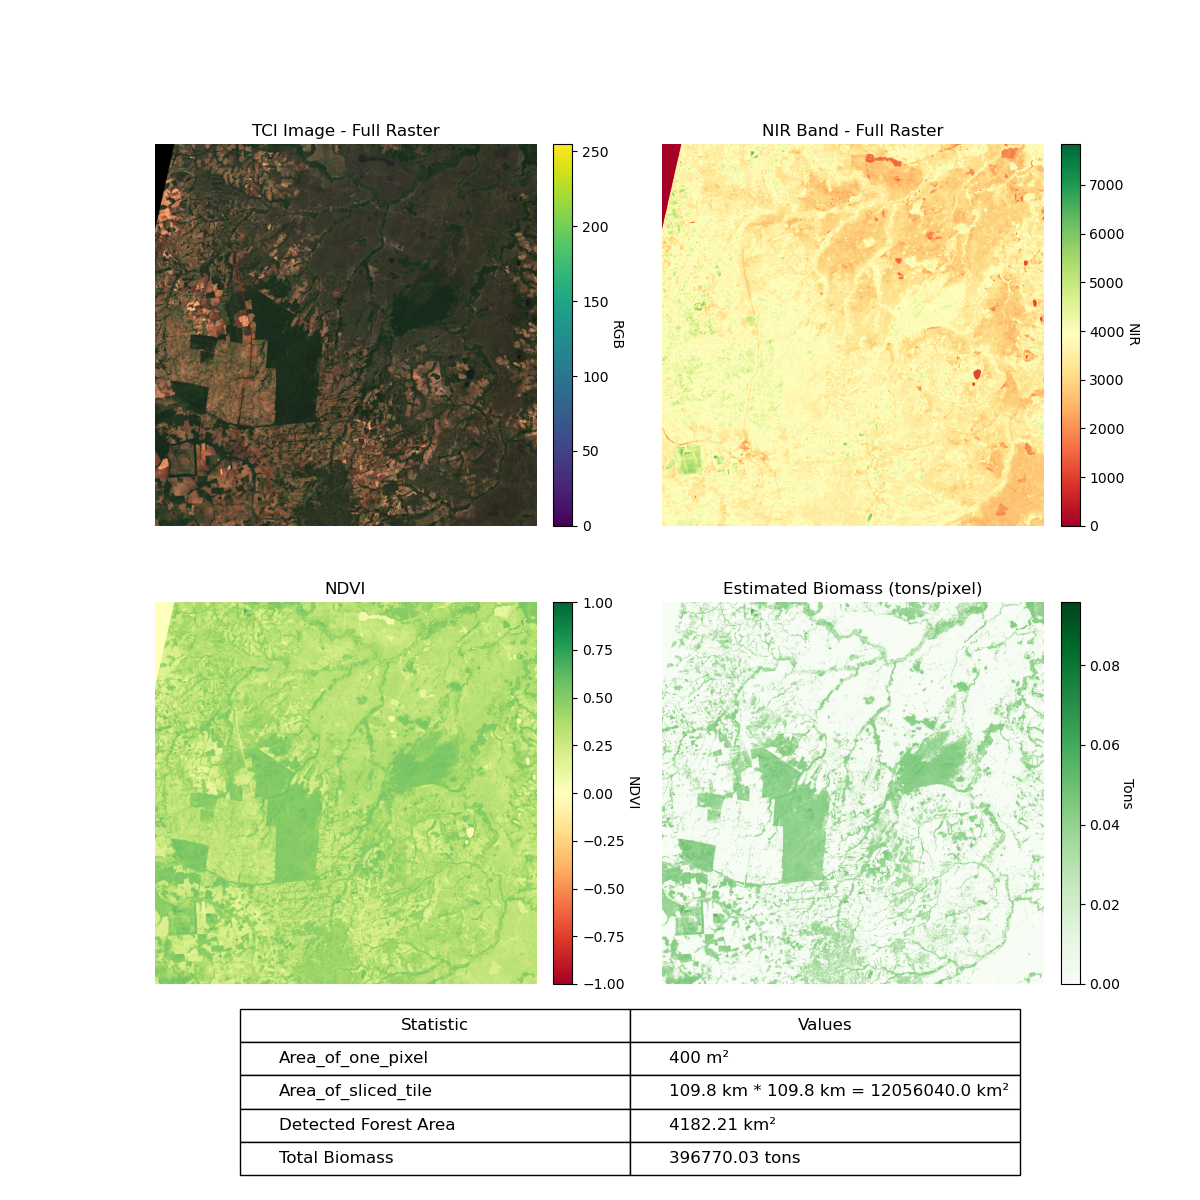 TCI Image - Full Raster
250
200
150
100
50
0
RGB
NIR Band - Full Raster
7000
6000
5000
4000
3000
2000
1000
0
NIR
NDVI
1.00
0.75
0.50
0.25
0.00
−0.25
−0.50
−0.75
−1.00
NDVI
Estimated Biomass (tons/pixel)
0.08
0.06
0.04
0.02
0.00
Tons
Statistic Values
Area_of_one_pixel 400 m²
Area_of_sliced_tile 109.8 km * 109.8 km = 12056040.0 km²
Detected Forest Area 4182.21 km²
Total Biomass 396770.03 tons